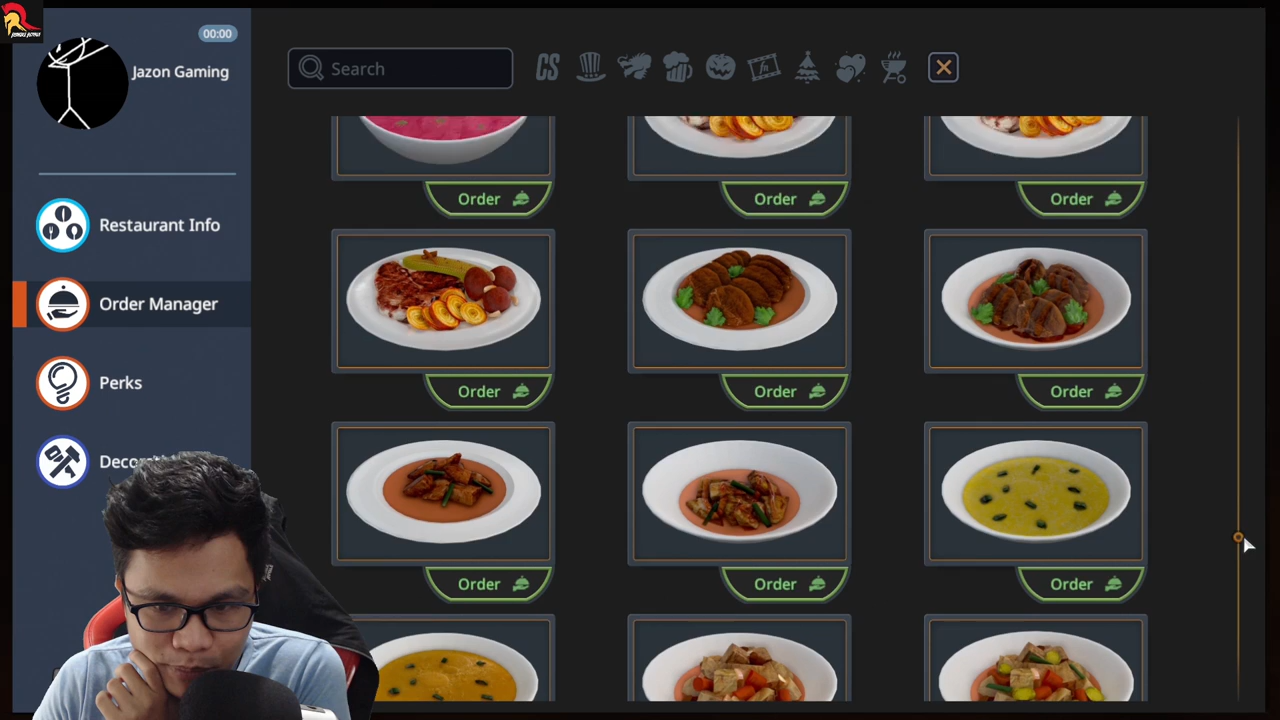 00:00
Jazon Gaming
Search
CS
Restaurant Info
Order Manager
Perks
Order
Order
Order
Order
Order
Order
Order
Order
Order